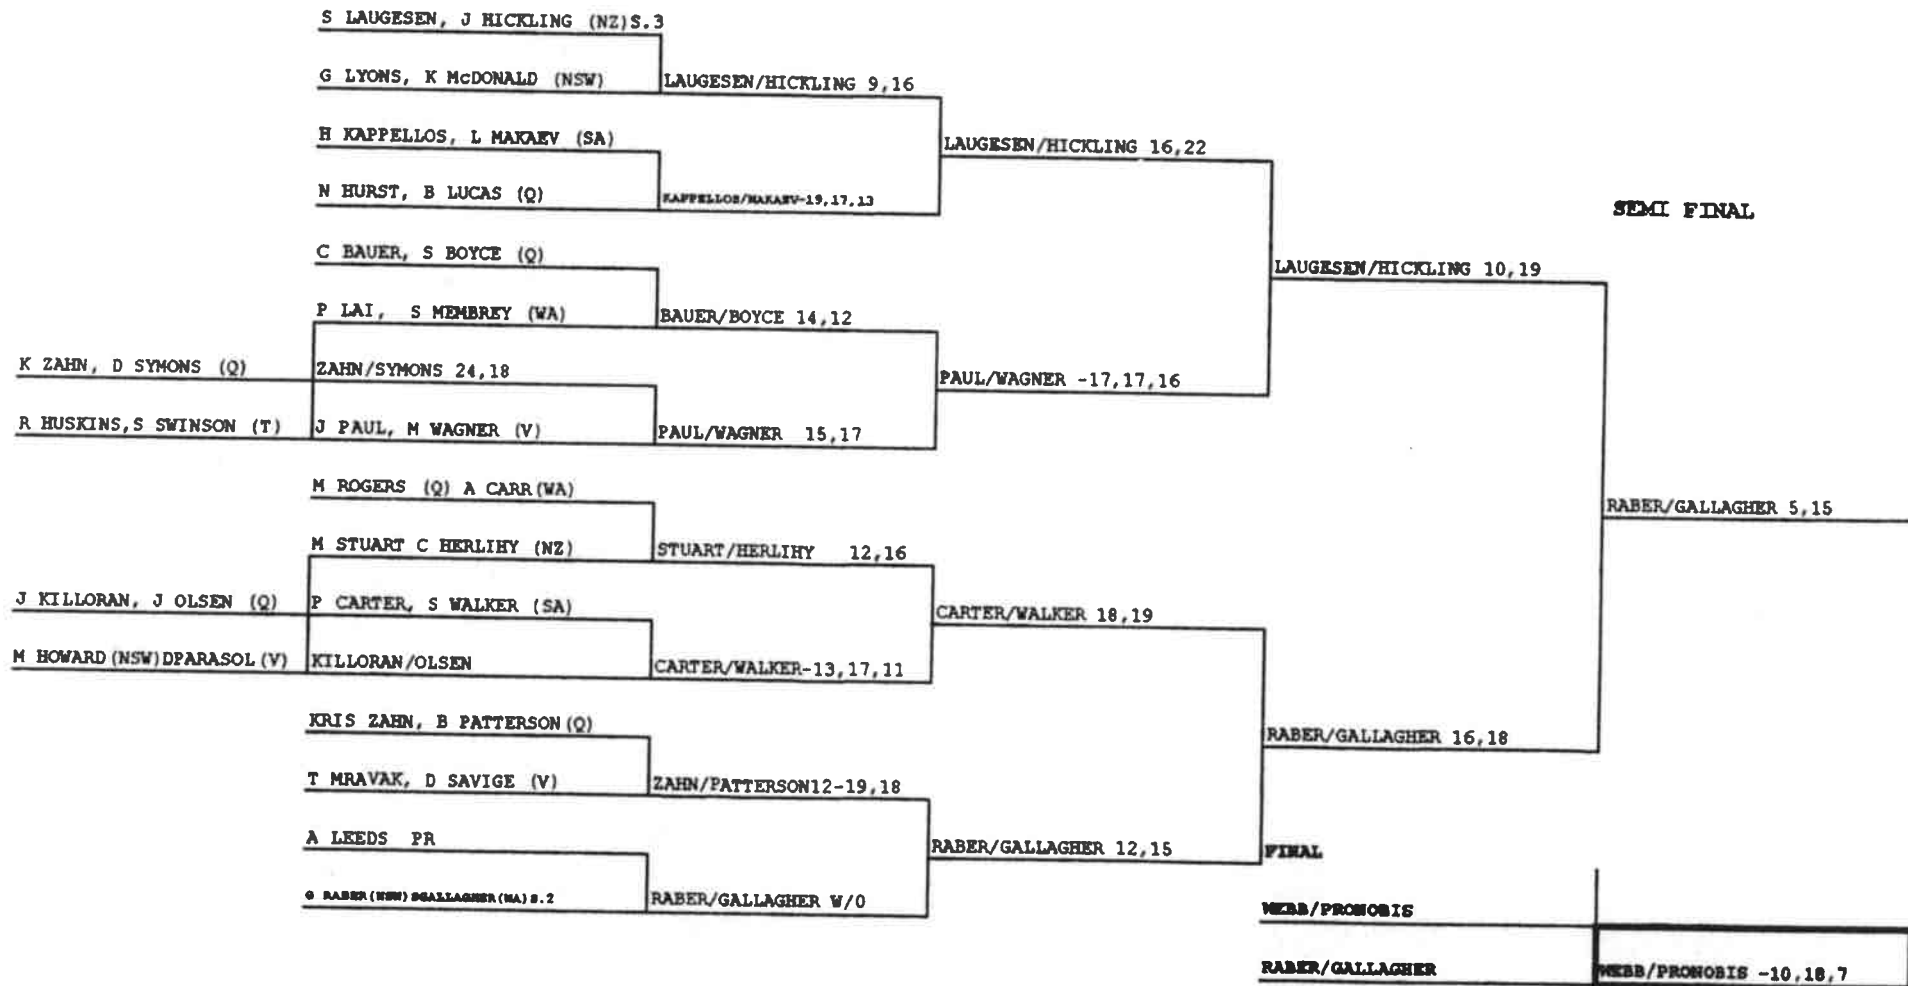 S LAUGESEN, J HICKLING (NZ)S.3
G LYONS, K McDONALD (NSW)
LAUGESEN/HICKLING 9,16
H KAPPELLOS, L MAKAEV (SA)
LAUGESEN/HICKLING 16,22
N HURST, B LUCAS (Q)
KAPPELLOS/MAKAEV-19,17,13
SEMI FINAL
C BAUER, S BOYCE (Q)
LAUGESEN/HICKLING 10,19
P LAI, S MEMBREY (WA)
BAUER/BOYCE 14,12
K ZAHN, D SYMONS (Q)
ZAHN/SYMONS 24,18
PAUL/WAGNER -17,17,16
R HUSKINS,S SWINSON (T)
J PAUL, M WAGNER (V)
PAUL/WAGNER 15,17
M ROGERS (Q) A CARR(WA)
RABER/GALLAGHER 5,15
M STUART C HERLIHY (NZ)
STUART/HERLIHY 12,16
J KILLORAN, J OLSEN (Q)
P CARTER, S WALKER (SA)
CARTER/WALKER 18,19
M HOWARD(NSW)DPARASOL(V)
KILLORAN/OLSEN
CARTER/WALKER-13,17,11
KRIS ZAHN, B PATTERSON(Q)
RABER/GALLAGHER 16,18
T MRAVAK, D SAVIGE (V)
ZAHN/PATTERSON12-19,18
A LEEDS PR
RABER/GALLAGHER 12,15
FINAL
G RABER(NSW)DGALLAGHER(WA)S.2
RABER/GALLAGHER W/O
WEBB/PRONOBIS
RABER/GALLAGHER
WEBB/PRONOBIS -10,18,7